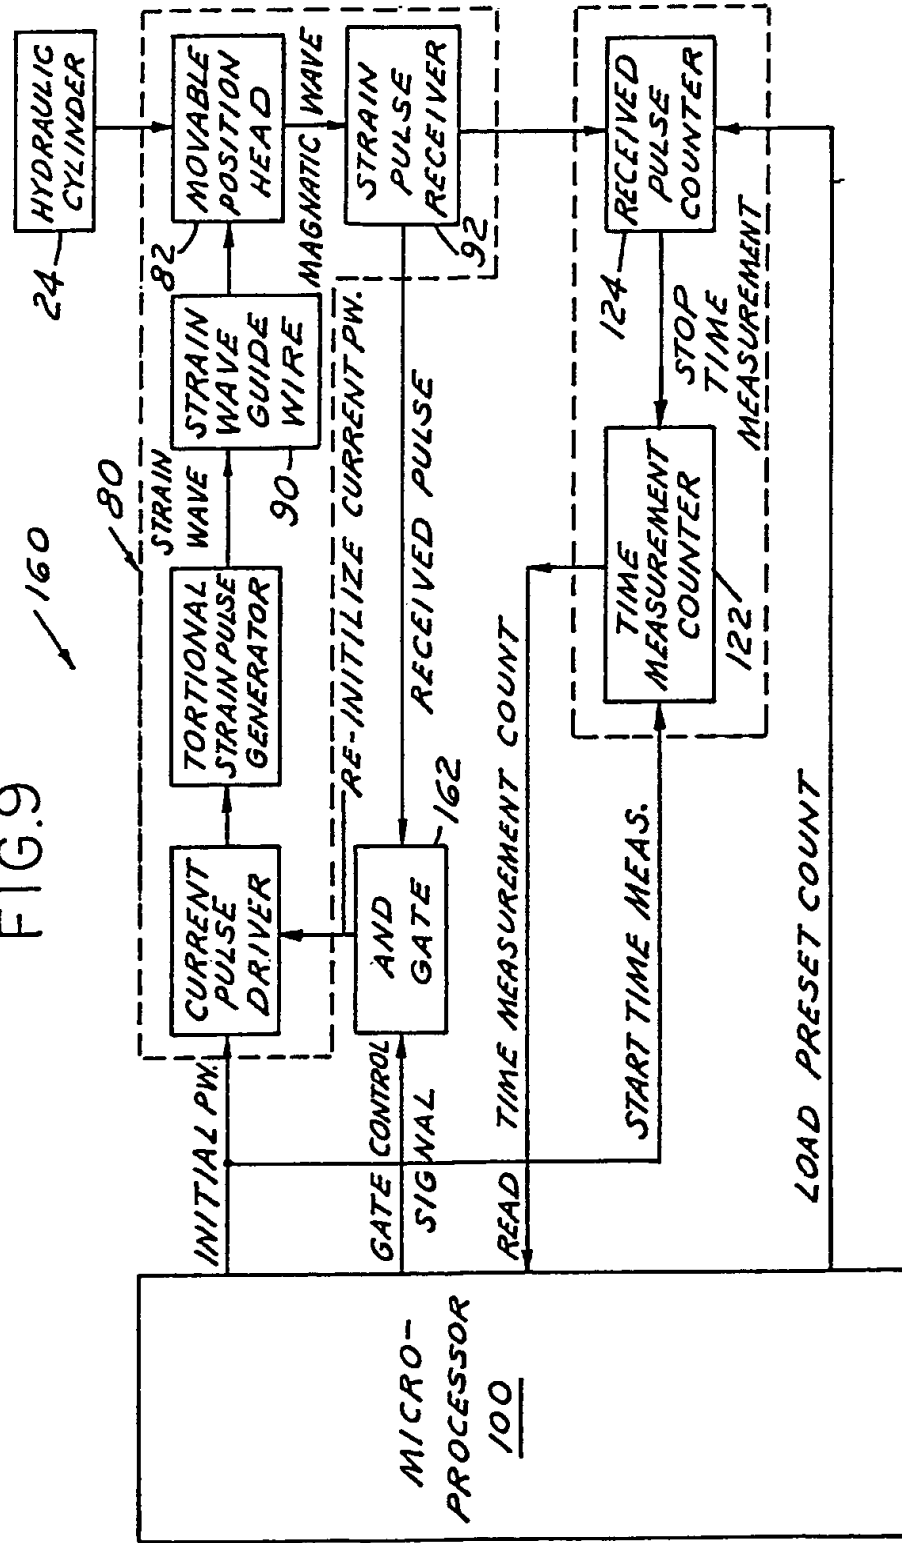 FIG.9
160
80
HYDRAULIC
CYLINDER
24
MOVABLE
POSITION
HEAD
82
MAGNATIC WAVE
STRAIN
PULSE
RECEIVER
92
STRAIN
WAVE
GUIDE
WIRE
90
STRAIN
WAVE
TORTIONAL
STRAIN PULSE
GENERATOR
CURRENT
PULSE
DRIVER
INITIAL PW.
RE-INITILIZE CURRENT PW.
RECEIVED PULSE
AND
GATE
162
GATE CONTROL
SIGNAL
READ TIME MEASUREMENT COUNT
START TIME MEAS.
TIME
MEASUREMENT
COUNTER
122
STOP
TIME
MEASUREMENT
RECEIVED
PULSE
COUNTER
124
LOAD PRESET COUNT
MICRO-
PROCESSOR
100